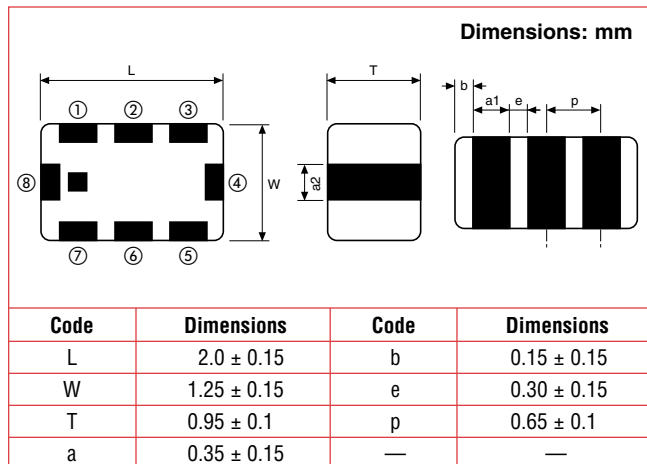 Dimensions: mm
L
T
b
a1
e
p
① ② ③
⑧ ④ W
a2
⑦ ⑥ ⑤
Code Dimensions Code Dimensions
L 2.0 ± 0.15 b 0.15 ± 0.15
W 1.25 ± 0.15 e 0.30 ± 0.15
T 0.95 ± 0.1 p 0.65 ± 0.1
a 0.35 ± 0.15 — —